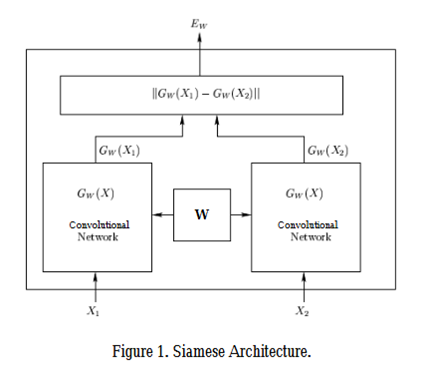 E_W
||G_W(X_1) – G_W(X_2)||
G_W(X_1) G_W(X_2)
G_W(X) W G_W(X)
Convolutional Convolutional
Network Network
X_1 X_2
Figure 1. Siamese Architecture.